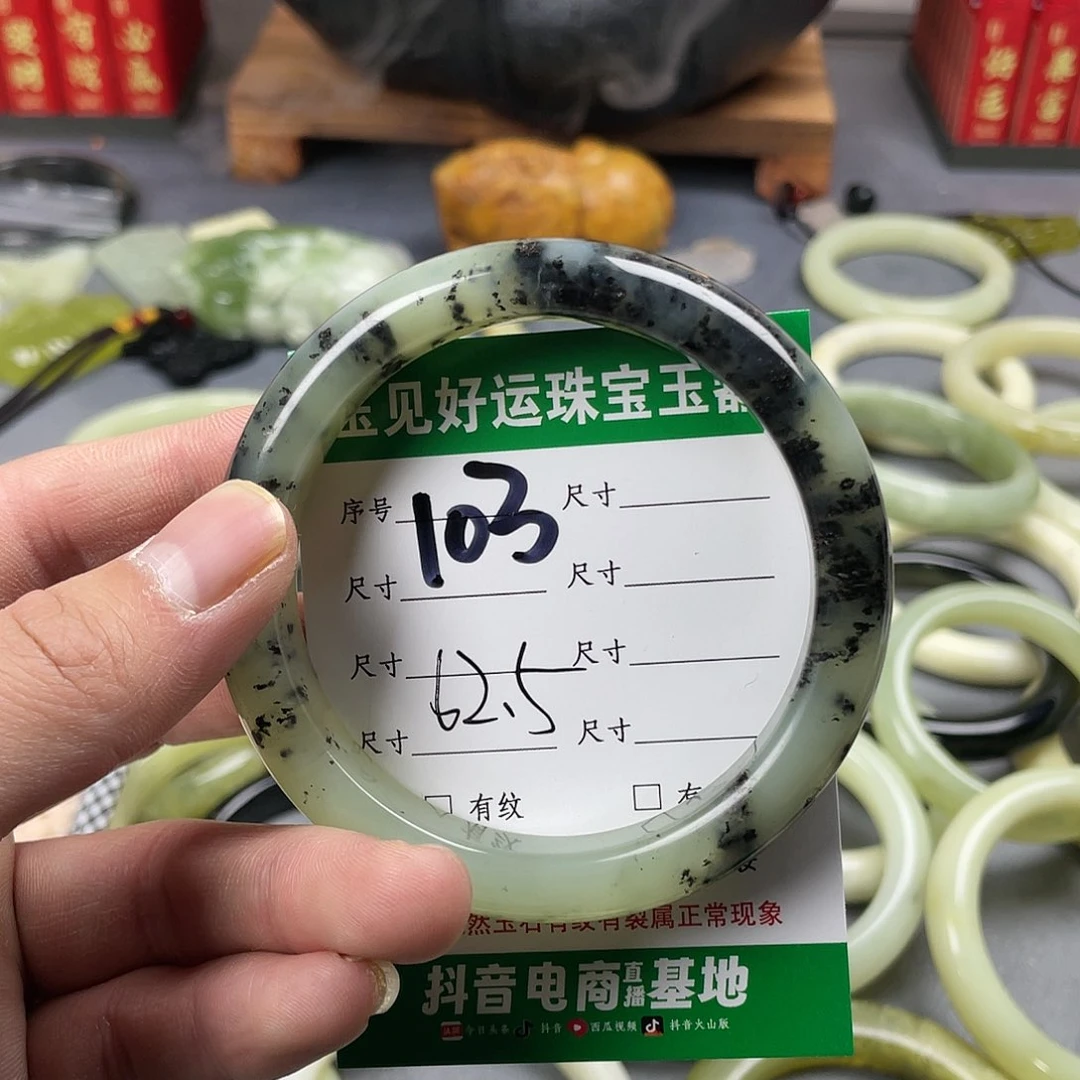 见好运珠宝玉器
序号 103 尺寸
尺寸 尺寸
尺寸 62.5 尺寸
尺寸 尺寸
□ 有纹 □ 有
然玉石有纹有裂属正常现象
抖音电商直播基地
今日头条 抖音 西瓜视频 抖音火山版